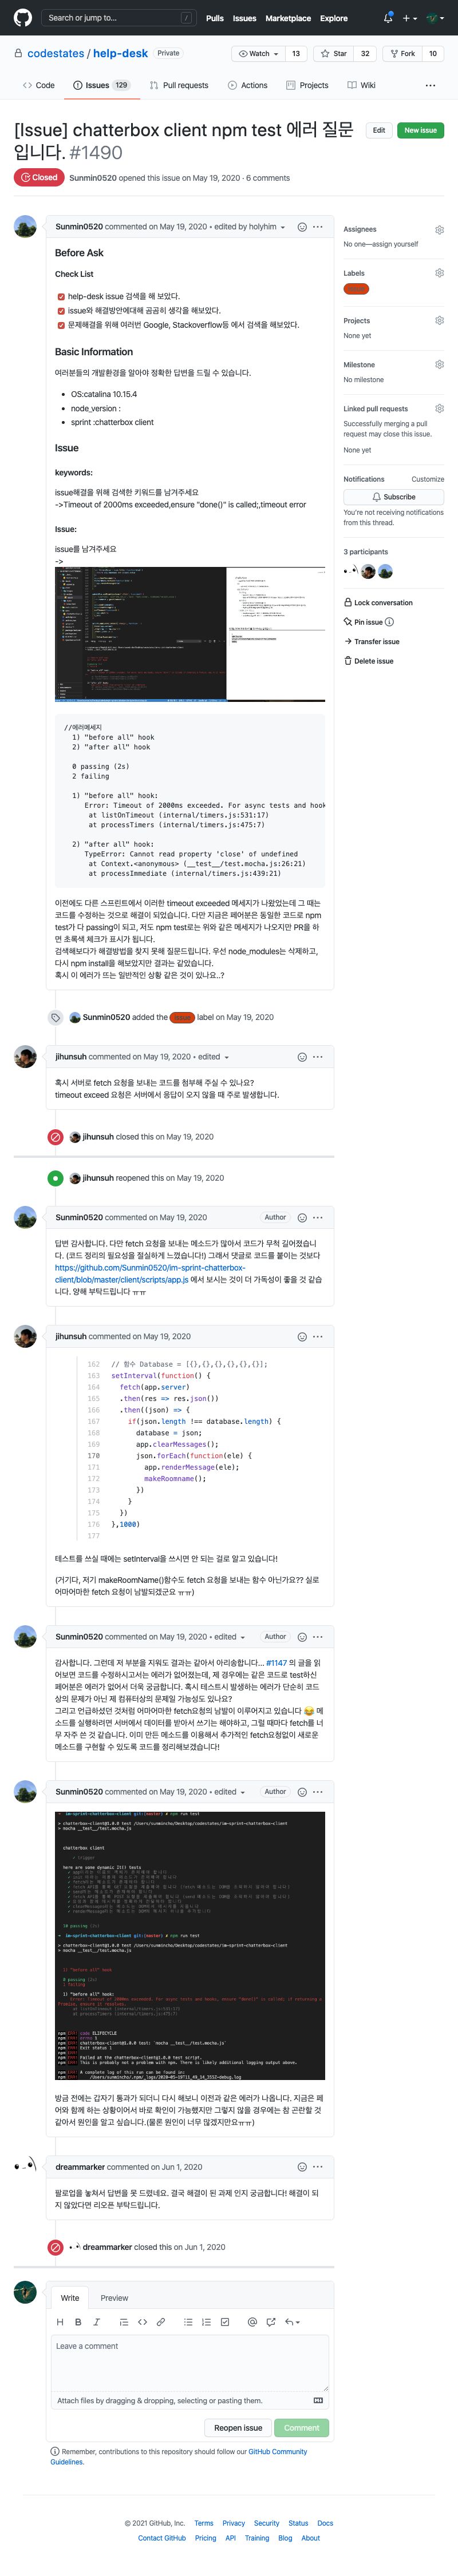 Search or jump to...
/
Pulls Issues Marketplace Explore
codestates / help-desk Private
Watch 13 Star 32 Fork 10
Code Issues 129 Pull requests Actions Projects Wiki
[Issue] chatterbox client npm test 에러 질문
입니다. #1490
Edit New issue
Closed Sunmin0520 opened this issue on May 19, 2020 · 6 comments
Sunmin0520 commented on May 19, 2020 • edited by holyhim
Before Ask
Check List
help-desk issue 검색을 해 보았다.
issue와 해결방안에대해 곰곰히 생각을 해보았다.
문제해결을 위해 여러번 Google, Stackoverflow등 에서 검색을 해보았다.
Basic Information
여러분들의 개발환경을 알아야 정확한 답변을 드릴 수 있습니다.
OS:catalina 10.15.4
node_version :
sprint :chatterbox client
Issue
keywords:
issue해결을 위해 검색한 키워드를 남겨주세요
->Timeout of 2000ms exceeded,ensure "done()" is called;,timeout error
Issue:
issue를 남겨주세요
->
//에러메세지
1) "before all" hook
2) "after all" hook
0 passing (2s)
2 failing
1) "before all" hook:
Error: Timeout of 2000ms exceeded. For async tests and hook
at listOnTimeout (internal/timers.js:531:17)
at processTimers (internal/timers.js:475:7)
2) "after all" hook:
TypeError: Cannot read property 'close' of undefined
at Context.<anonymous> (__test__/test.mocha.js:26:21)
at processImmediate (internal/timers.js:439:21)
이전에도 다른 스프린트에서 이러한 timeout exceeded 메세지가 나왔었는데 그 때는
코드를 수정하는 것으로 해결이 되었습니다. 다만 지금은 페어분은 동일한 코드로 npm
test가 다 passing이 되고, 저도 npm test로는 위와 같은 메세지가 나오지만 PR을 하
면 초록색 체크가 표시가 됩니다.
검색해보다가 해결방법을 찾지 못해 질문드립니다. 우선 node_modules는 삭제하고,
다시 npm install을 해보았지만 결과는 같았습니다.
혹시 이 에러가 뜨는 일반적인 상황 같은 것이 있나요..?
Assignees
No one—assign yourself
Labels
Projects
None yet
Milestone
No milestone
Linked pull requests
Successfully merging a pull
request may close this issue.
None yet
Notifications Customize
Subscribe
You're not receiving notifications
from this thread.
3 participants
Lock conversation
Pin issue
Transfer issue
Delete issue
Sunmin0520 added the label on May 19, 2020
jihunsuh commented on May 19, 2020 • edited
혹시 서버로 fetch 요청을 보내는 코드를 첨부해 주실 수 있나요?
timeout exceed 요청은 서버에서 응답이 오지 않을 때 주로 발생합니다.
jihunsuh closed this on May 19, 2020
jihunsuh reopened this on May 19, 2020
Sunmin0520 commented on May 19, 2020 Author
답변 감사합니다. 다만 fetch 요청을 보내는 메소드가 많아서 코드가 무척 길어졌습니
다. (코드 정리의 필요성을 절실하게 느꼈습니다!) 그래서 댓글로 코드를 붙이는 것보다
https://github.com/Sunmin0520/im-sprint-chatterbox-
client/blob/master/client/scripts/app.js 에서 보시는 것이 더 가독성이 좋을 것 같습
니다. 양해 부탁드립니다 ㅠㅠ
jihunsuh commented on May 19, 2020
162 // 함수 Database = [{},{},{},{},{},{}];
163 setInterval(function() {
164 fetch(app.server)
165 .then(res => res.json())
166 .then((json) => {
167 if(json.length !== database.length) {
168 database = json;
169 app.clearMessages();
170 json.forEach(function(ele) {
171 app.renderMessage(ele);
172 makeRoomname();
173 })
174 }
175 })
176 },1000)
177
테스트를 쓰실 때에는 setInterval을 쓰시면 안 되는 걸로 알고 있습니다!
(거기다, 저기 makeRoomName()함수도 fetch 요청을 보내는 함수 아닌가요?? 실로
어마어마한 fetch 요청이 남발되겠군요 ㅠㅠ)
Sunmin0520 commented on May 19, 2020 • edited Author
감사합니다. 그런데 저 부분을 지워도 결과는 같아서 아리송합니다... #1147 의 글을 읽
어보면 코드를 수정하시고서는 에러가 없어졌는데, 제 경우에는 같은 코드로 test하신
페어분은 에러가 없어서 더욱 궁금합니다. 혹시 테스트시 발생하는 에러가 단순히 코드
상의 문제가 아닌 제 컴퓨터상의 문제일 가능성도 있나요?
그리고 언급하셨던 것처럼 어마어마한 fetch요청의 남발이 이루어지고 있습니다 😂 메
소드를 실행하려면 서버에서 데이터를 받아서 쓰기는 해야하고, 그럴 때마다 fetch를 너
무 자주 쓴 것 같습니다. 이미 만든 메소드를 이용해서 추가적인 fetch요청없이 새로운
메소드를 구현할 수 있도록 코드를 정리해보겠습니다!
Sunmin0520 commented on May 19, 2020 • edited Author
방금 전에는 갑자기 통과가 되더니 다시 해보니 이전과 같은 에러가 나옵니다. 지금은 페
어와 함께 하는 상황이어서 바로 확인이 가능했지만 그렇지 않을 경우에는 참 곤란할 것
같아서 원인을 알고 싶습니다.(물론 원인이 너무 많겠지만요ㅠㅠ)
dreammarker commented on Jun 1, 2020
팔로업을 놓쳐서 답변을 못 드렸네요. 결국 해결이 된 과제 인지 궁금합니다! 해결이 되
지 않았다면 리오픈 부탁드립니다.
dreammarker closed this on Jun 1, 2020
Write Preview
Leave a comment
Attach files by dragging & dropping, selecting or pasting them.
Reopen issue Comment
Remember, contributions to this repository should follow our GitHub Community
Guidelines.
© 2021 GitHub, Inc. Terms Privacy Security Status Docs
Contact GitHub Pricing API Training Blog About